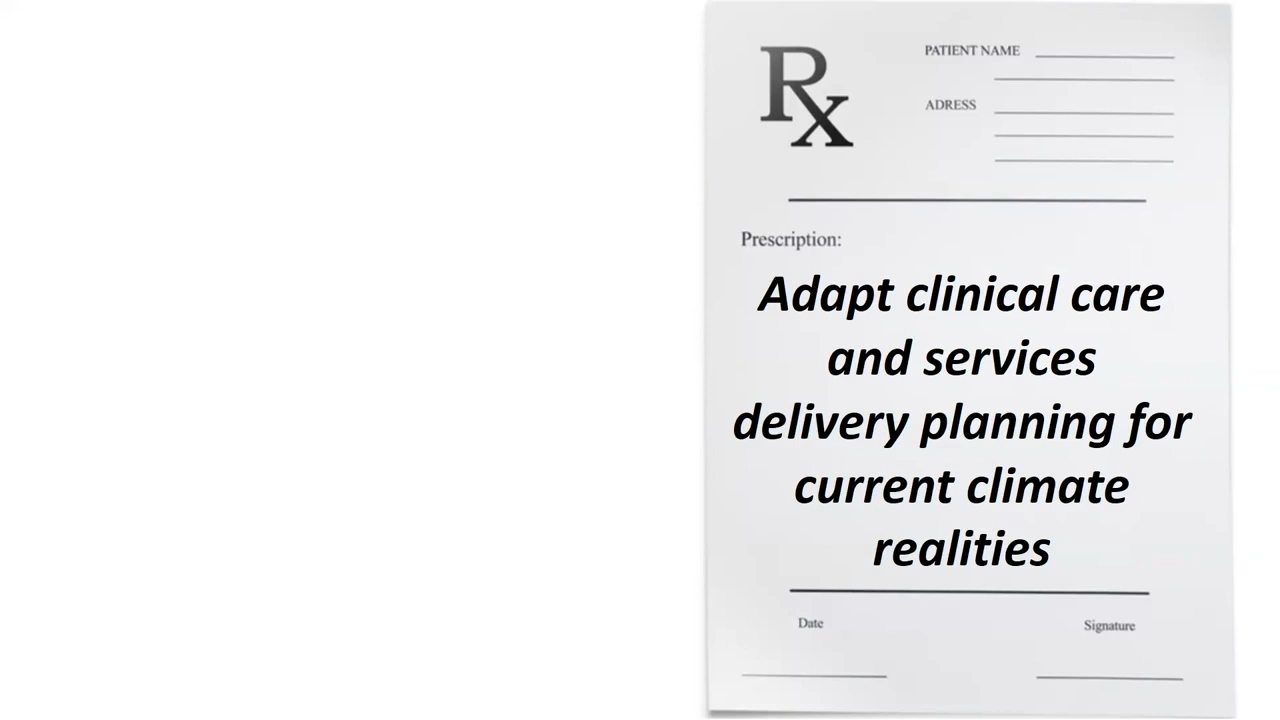 Rx
PATIENT NAME
ADRESS
Prescription:
Adapt clinical care
and services
delivery planning for
current climate
realities
Date
Signature